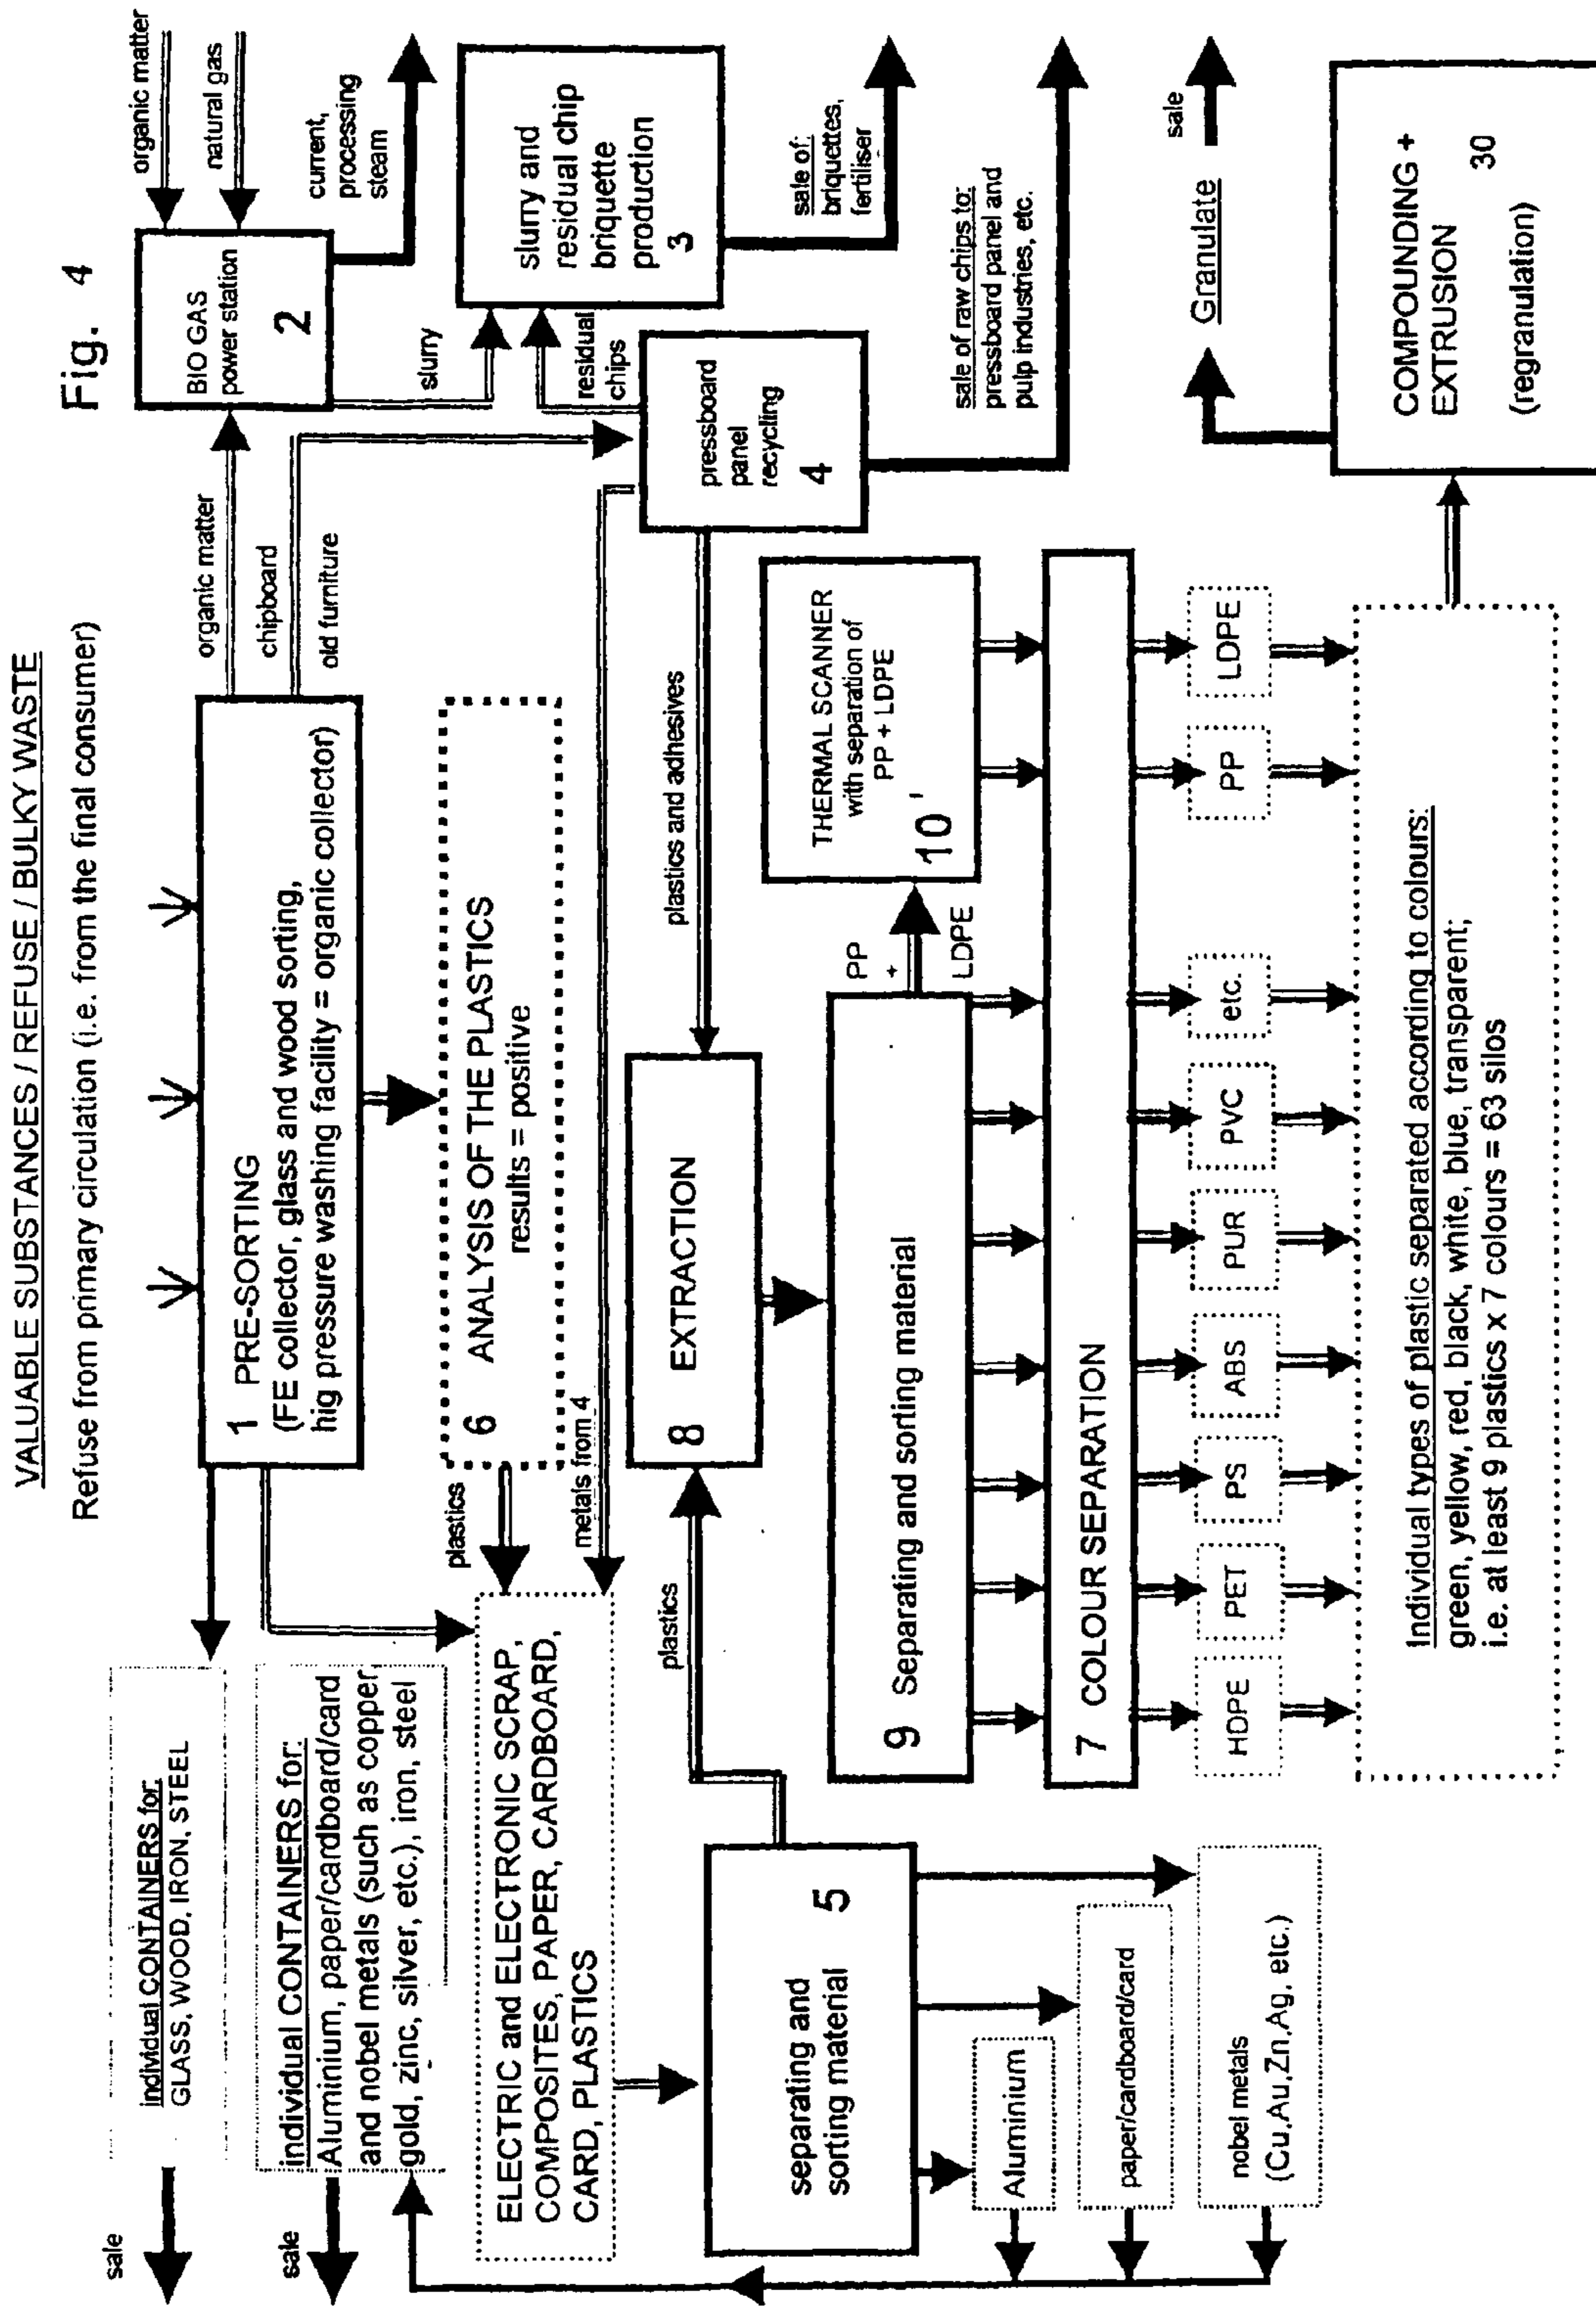 Fig. 4
VALUABLE SUBSTANCES / REFUSE / BULKY WASTE
Refuse from primary circulation (i.e. from the final consumer)
sale
individual CONTAINERS for:
GLASS, WOOD, IRON, STEEL
1 PRE-SORTING
(FE collector, glass and wood sorting,
hig pressure washing facility = organic collector)
organic matter
chipboard
old furniture
BIO GAS
power station
2
organic matter
natural gas
current,
processing
steam
sale
individual CONTAINERS for:
Aluminium, paper/cardboard/card
and nobel metals (such as copper
gold, zinc, silver, etc.), iron, steel
6 ANALYSIS OF THE PLASTICS
results = positive
plastics
slurry
residual
chips
slurry and
residual chip
briquette
production
3
ELECTRIC and ELECTRONIC SCRAP,
COMPOSITES, PAPER, CARDBOARD,
CARD, PLASTICS
metals from 4
plastics and adhesives
pressboard
panel
recycling
4
sale of:
briquettes,
fertiliser
separating and
sorting material
5
plastics
8 EXTRACTION
THERMAL SCANNER
with separation of
PP + LDPE
10'
sale of raw chips to:
pressboard panel and
pulp industries, etc.
9 Separating and sorting material
PP
+
LDPE
7 COLOUR SEPARATION
Aluminium
paper/cardboard/card
nobel metals
(Cu,Au,Zn,Ag, etc.)
HDPE
PET
PS
ABS
PUR
PVC
etc.
PP
LDPE
Granulate
sale
Individual types of plastic separated according to colours:
green, yellow, red, black, white, blue, transparent;
i.e. at least 9 plastics x 7 colours = 63 silos
COMPOUNDING +
EXTRUSION
30
(regranulation)